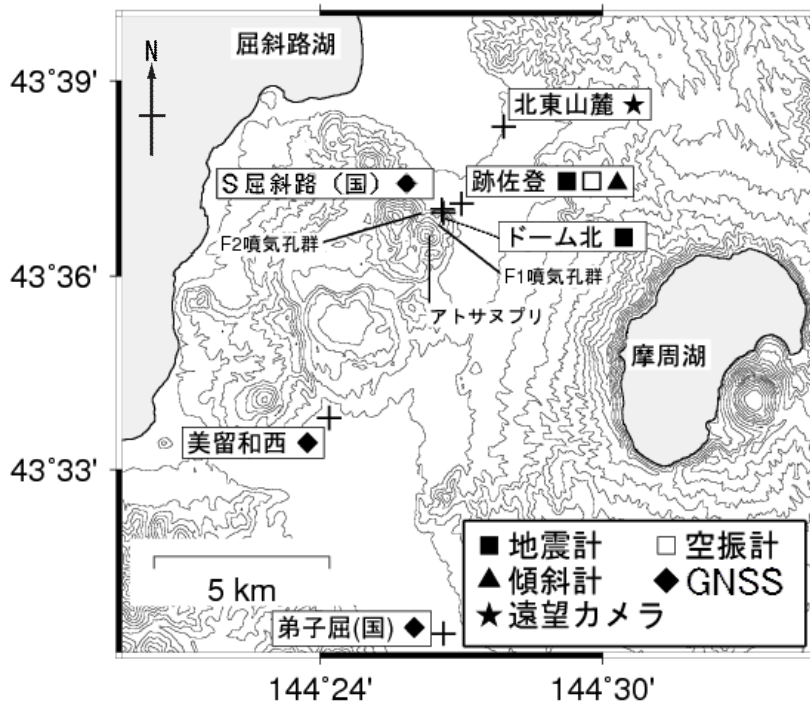 屈斜路湖
N
43°39'
北東山麓 ★
S屈斜路（国）◆
跡佐登 ■□▲
ドーム北 ■
F2噴気孔群
F1噴気孔群
43°36'
アトサヌプリ
摩周湖
美留和西 ◆
43°33'
■地震計 □空振計
▲傾斜計 ◆GNSS
★遠望カメラ
5 km
弟子屈(国) ◆
144°24'
144°30'